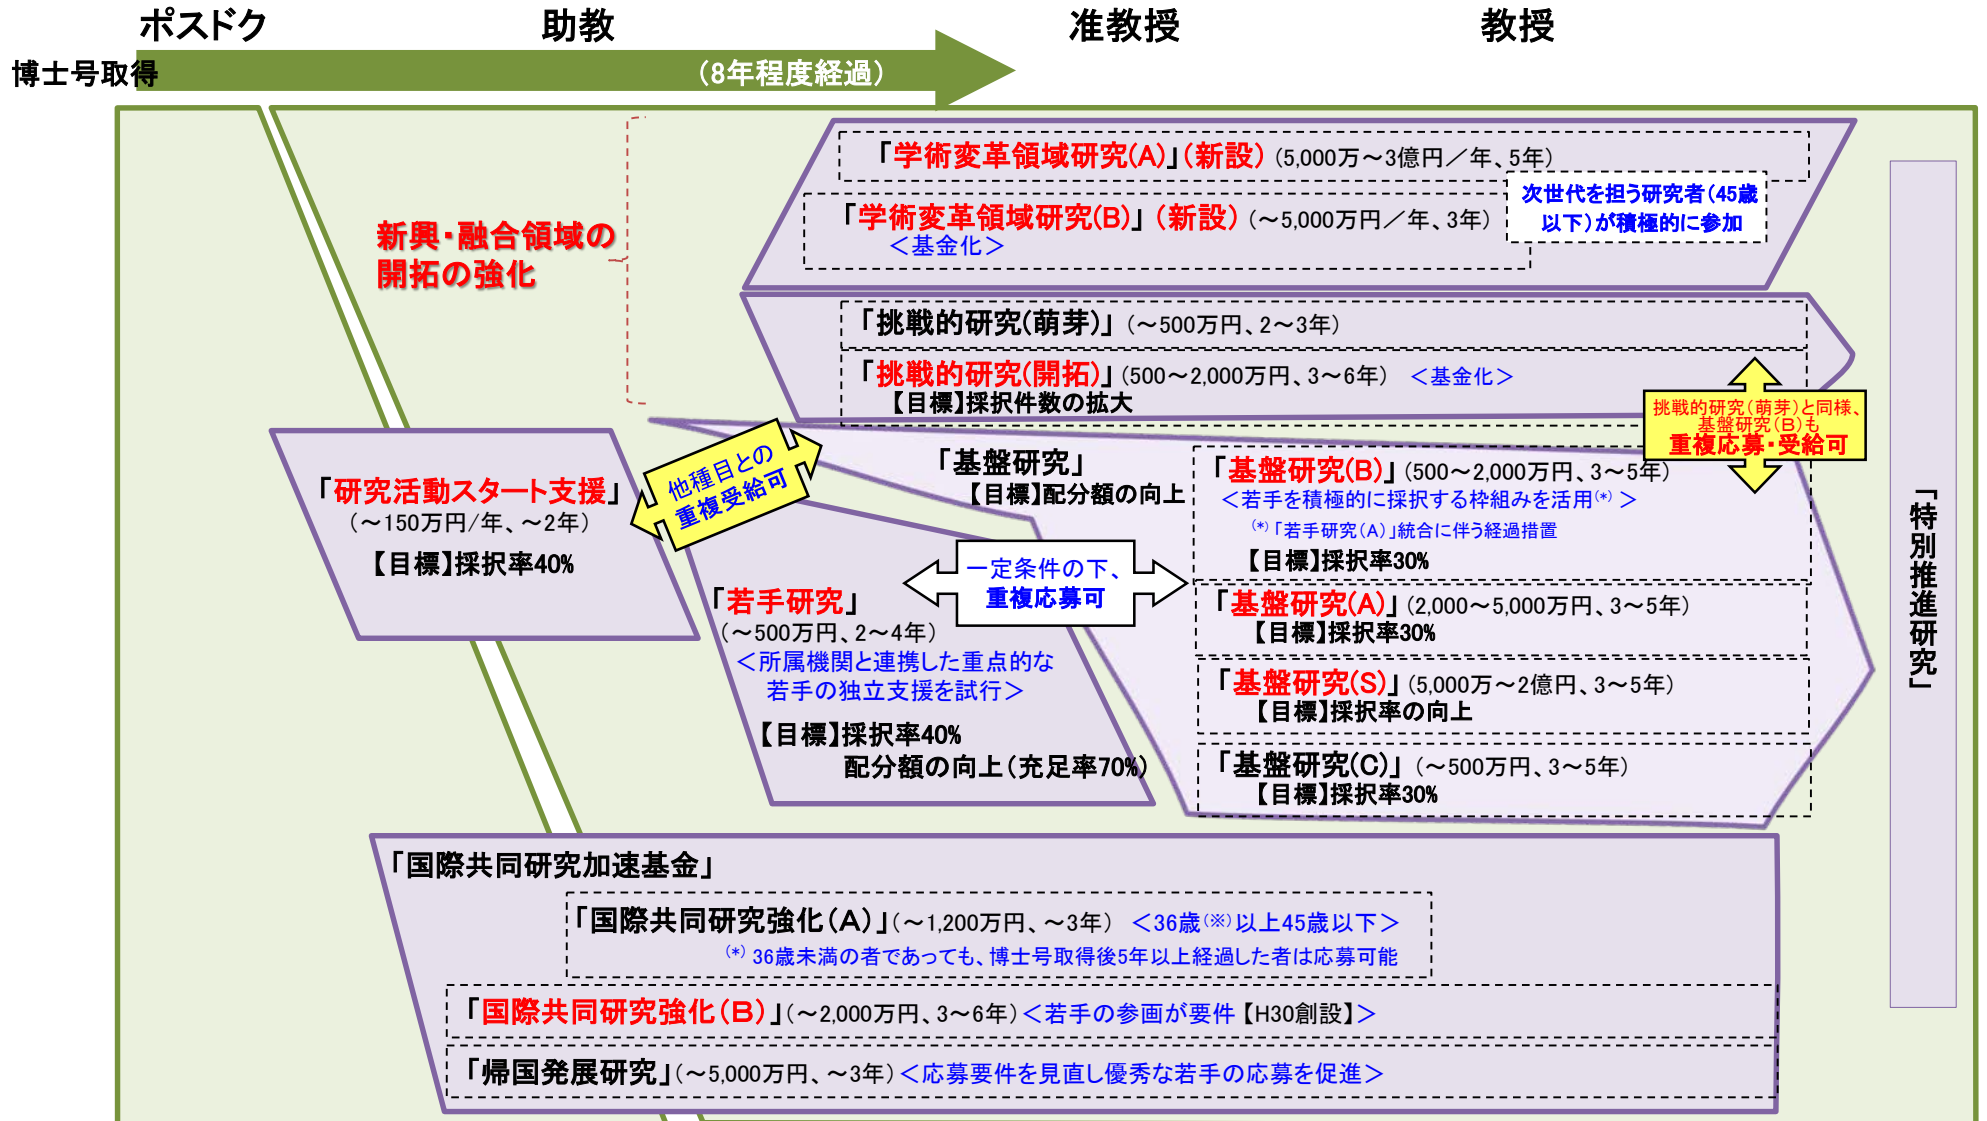 ポスドク
助教
准教授
教授
博士号取得
（8年程度経過）
「学術変革領域研究(A)」（新設）（5,000万～3億円／年、5年）
「学術変革領域研究(B)」（新設）（～5,000万円／年、3年）
＜基金化＞
次世代を担う研究者（45歳
以下）が積極的に参加
新興・融合領域の
開拓の強化
「挑戦的研究(萌芽)」（～500万円、2～3年）
「挑戦的研究(開拓)」（500～2,000万円、3～6年）　＜基金化＞
【目標】採択件数の拡大
挑戦的研究（萌芽）と同様、
基盤研究（B）も
重複応募・受給可
「研究活動スタート支援」
（～150万円/年、～2年）
【目標】採択率40%
他種目との
重複受給可
「基盤研究」
【目標】配分額の向上
「基盤研究(B)」（500～2,000万円、3～5年）
＜若手を積極的に採択する枠組みを活用(*)＞
(*)「若手研究（A）」統合に伴う経過措置
【目標】採択率30%
一定条件の下、
重複応募可
「若手研究」
（～500万円、2～4年）
＜所属機関と連携した重点的な
若手の独立支援を試行＞
【目標】採択率40%
配分額の向上（充足率70%）
「基盤研究(A)」（2,000～5,000万円、3～5年）
【目標】採択率30%
「基盤研究(S)」（5,000万～2億円、3～5年）
【目標】採択率の向上
「基盤研究(C)」（～500万円、3～5年）
【目標】採択率30%
「特別推進研究」
「国際共同研究加速基金」
「国際共同研究強化（A）」（～1,200万円、～3年）　＜36歳(※)以上45歳以下＞
(*) 36歳未満の者であっても、博士号取得後5年以上経過した者は応募可能
「国際共同研究強化（B）」（～2,000万円、3～6年）＜若手の参画が要件【H30創設】＞
「帰国発展研究」（～5,000万円、～3年）＜応募要件を見直し優秀な若手の応募を促進＞